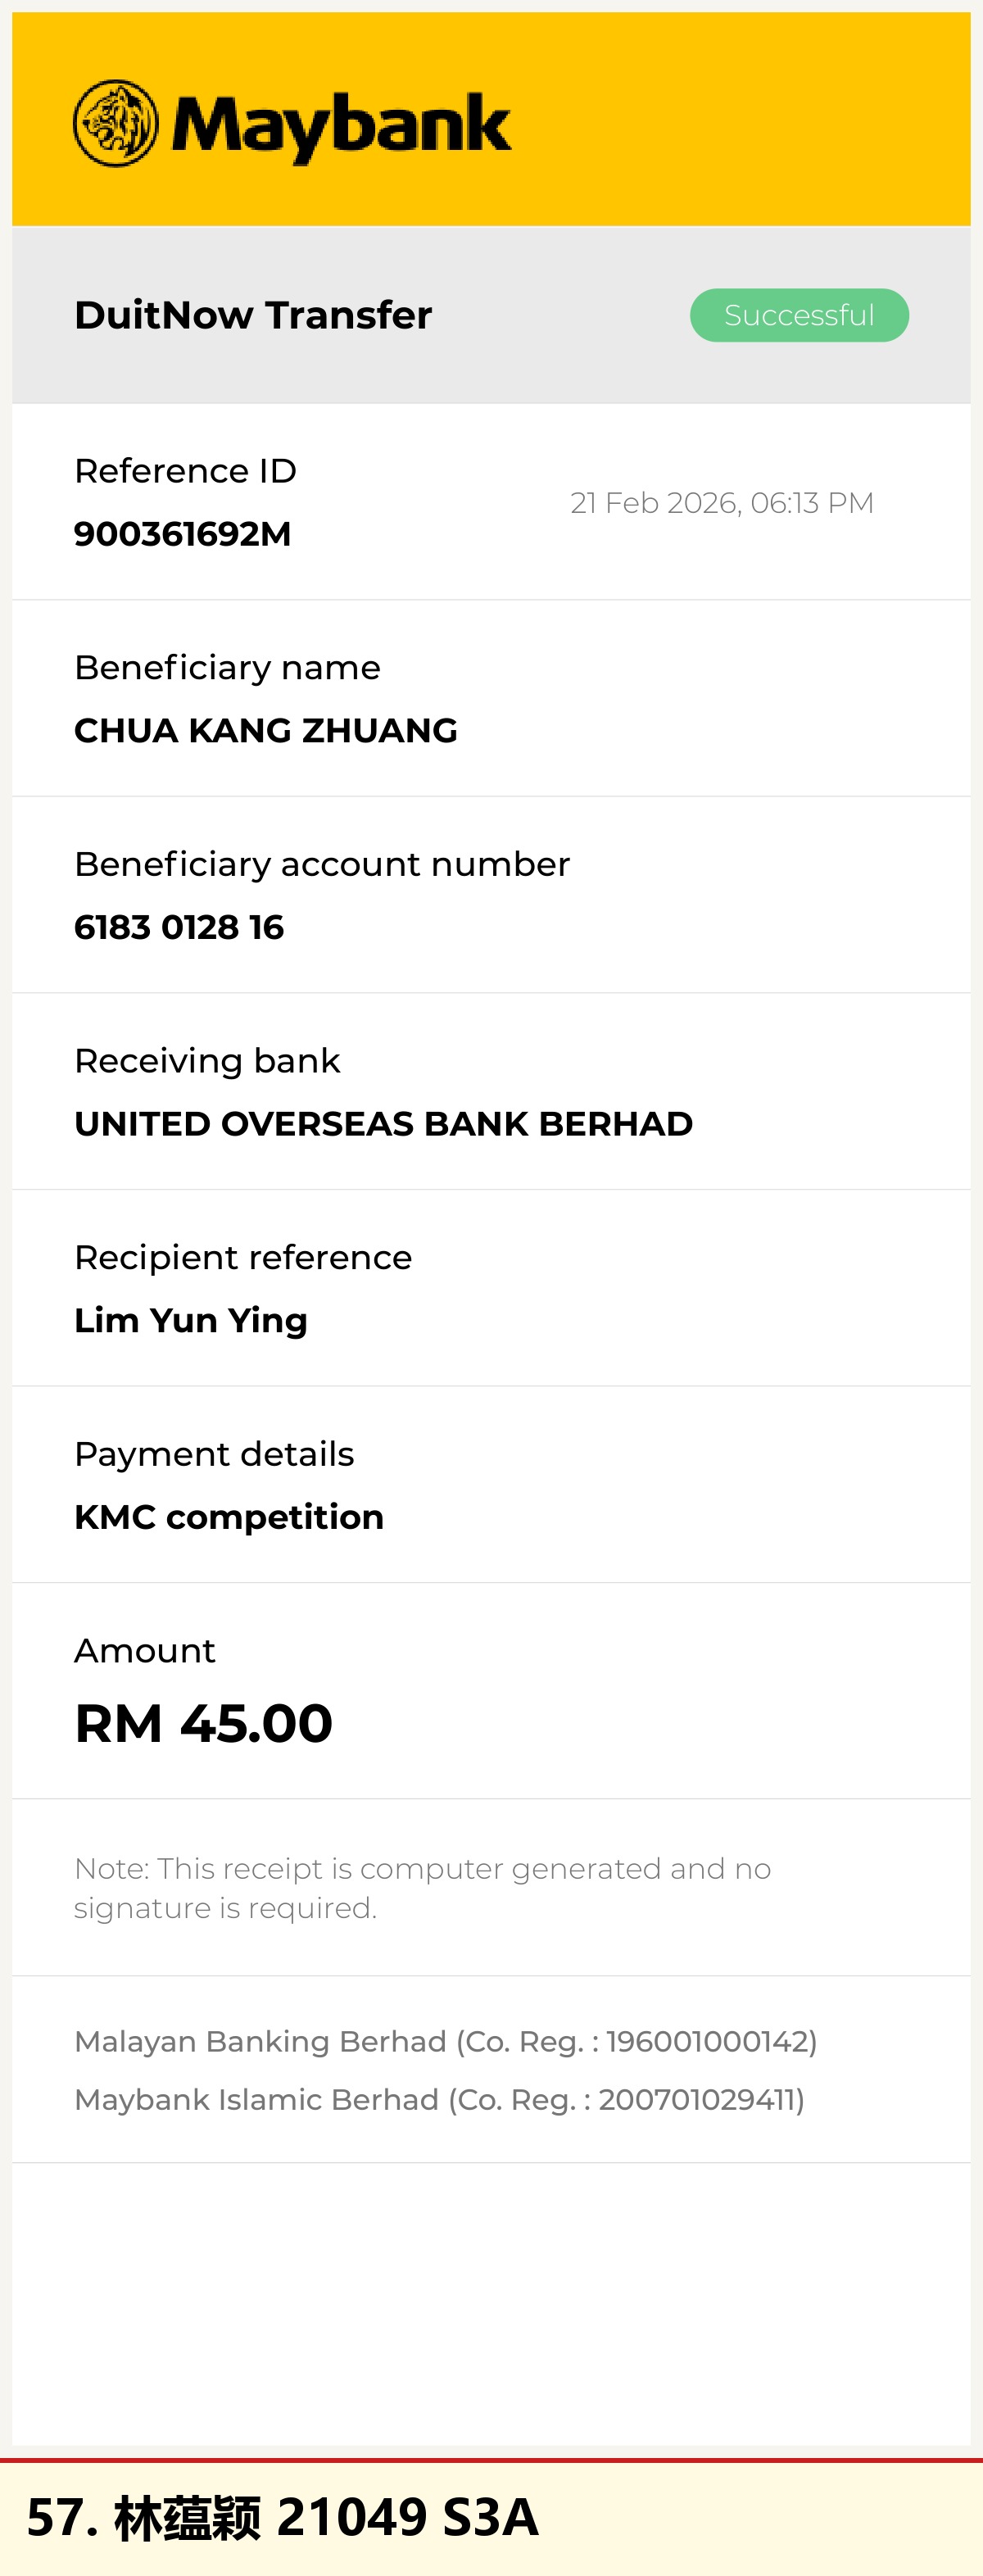 Maybank
DuitNow Transfer
Successful
Reference ID
900361692M
21 Feb 2026, 06:13 PM
Beneficiary name
CHUA KANG ZHUANG
Beneficiary account number
6183 0128 16
Receiving bank
UNITED OVERSEAS BANK BERHAD
Recipient reference
Lim Yun Ying
Payment details
KMC competition
Amount
RM 45.00
Note: This receipt is computer generated and no
signature is required.
Malayan Banking Berhad (Co. Reg. : 196001000142)
Maybank Islamic Berhad (Co. Reg. : 200701029411)
57. 林蕴颖 21049 S3A